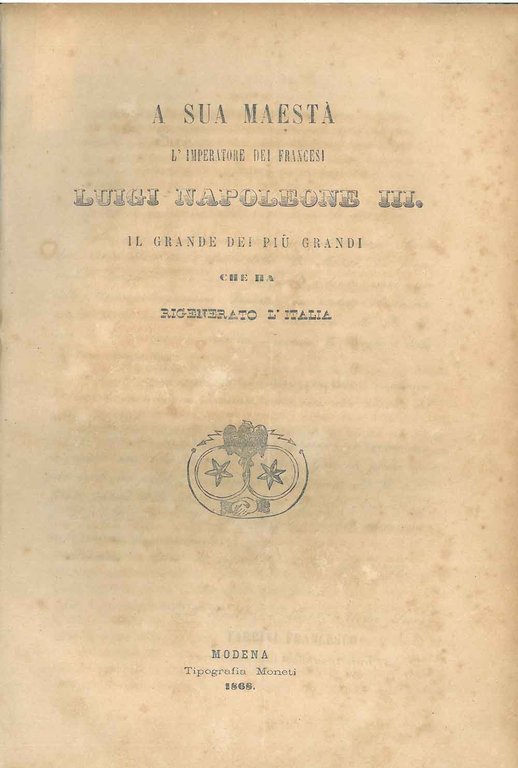 A SUA MAESTÀ
L' IMPERATORE DEI FRANCESI
LUIGI NAPOLEONE III.
IL GRANDE DEI PIÙ GRANDI
CHE HA
RIGENERATO L' ITALIA
MODENA
Tipografia Moneti
1868.